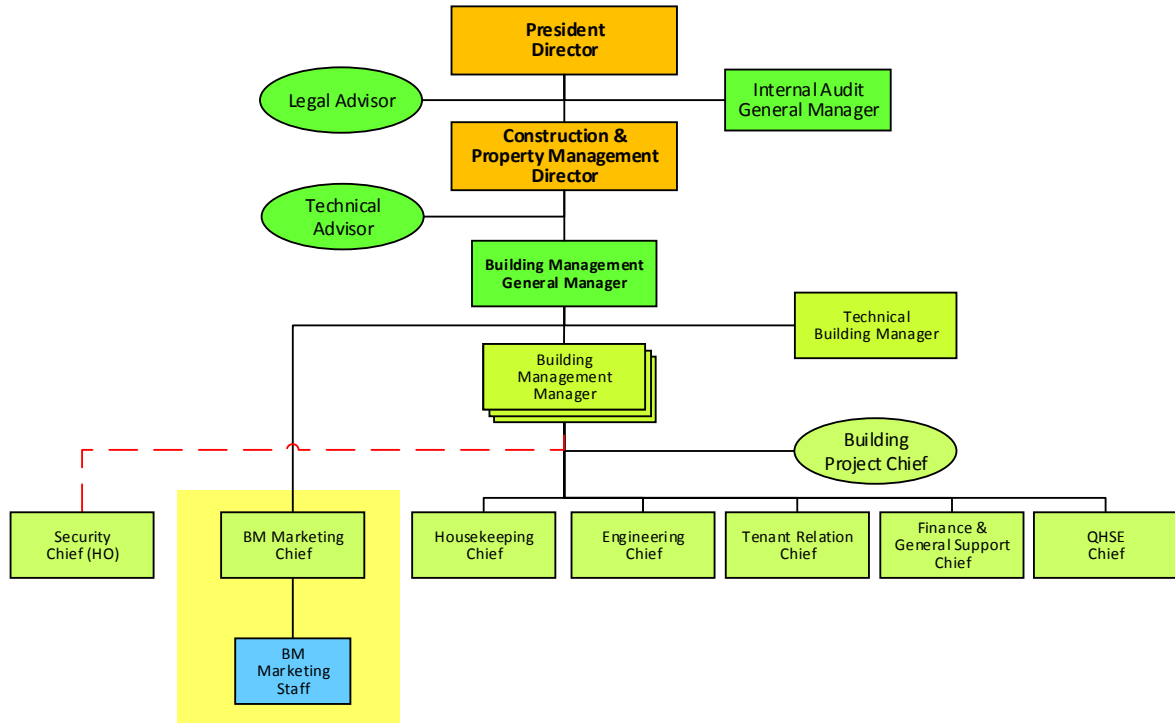 President
Director
Legal Advisor
Internal Audit
General Manager
Construction &
Property Management
Director
Technical
Advisor
Building Management
General Manager
Technical
Building Manager
Building
Management
Manager
Building
Project Chief
Security
Chief (HO)
BM Marketing
Chief
Housekeeping
Chief
Engineering
Chief
Tenant Relation
Chief
Finance &
General Support
Chief
QHSE
Chief
BM
Marketing
Staff